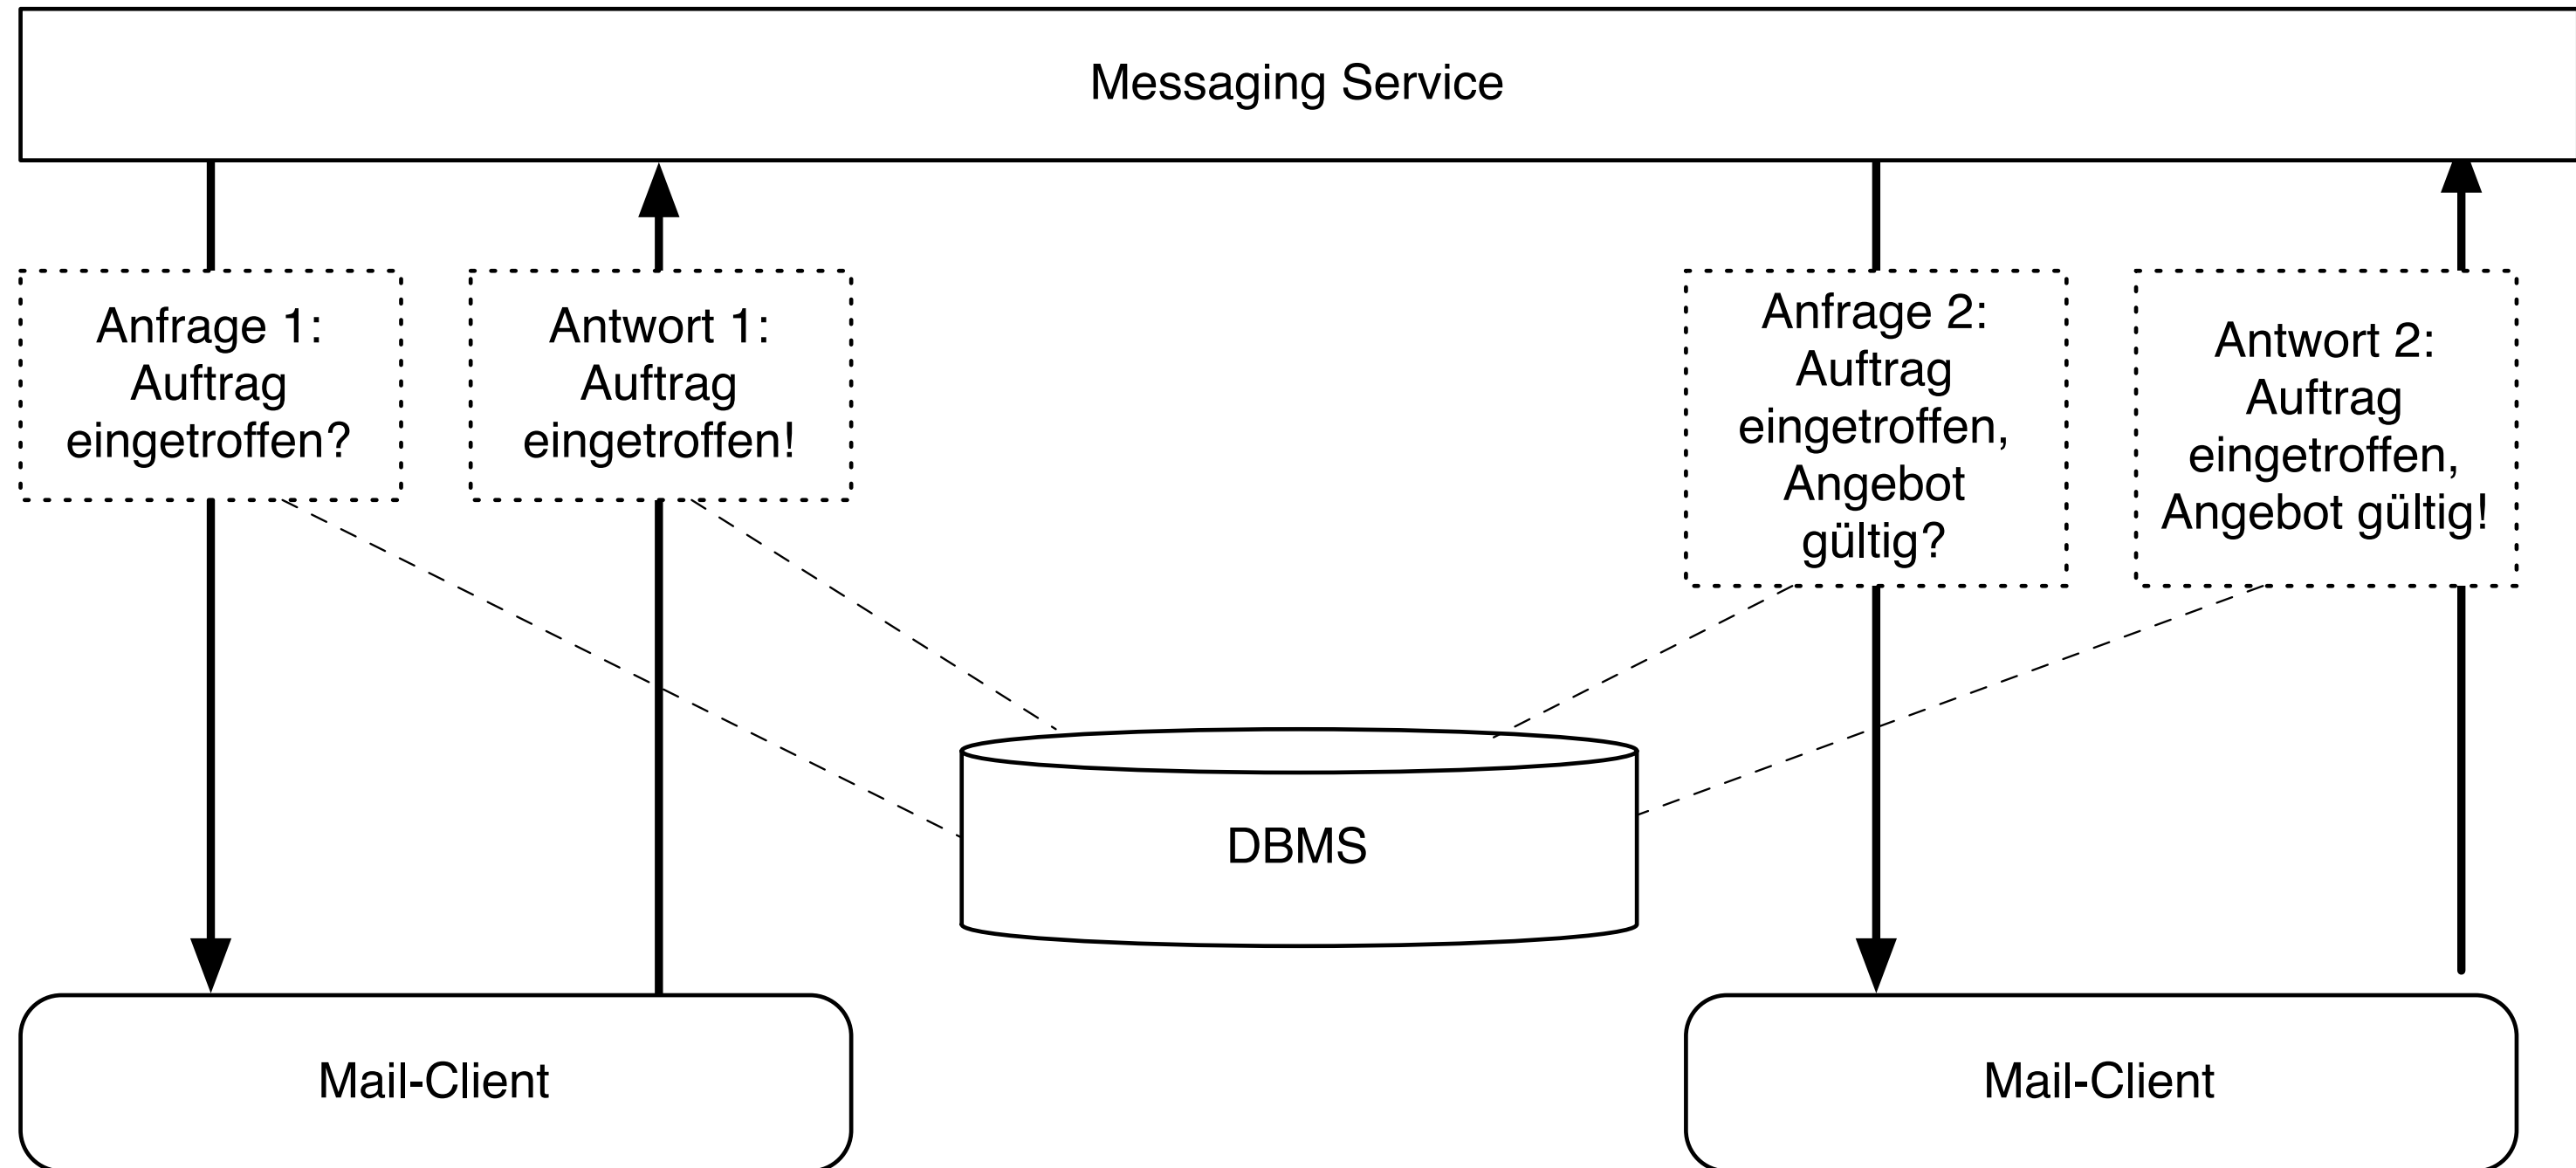 Messaging Service
Anfrage 1:
Auftrag
eingetroffen?
Antwort 1:
Auftrag
eingetroffen!
Anfrage 2:
Auftrag
eingetroffen,
Angebot
gültig?
Antwort 2:
Auftrag
eingetroffen,
Angebot gültig!
DBMS
Mail-Client
Mail-Client